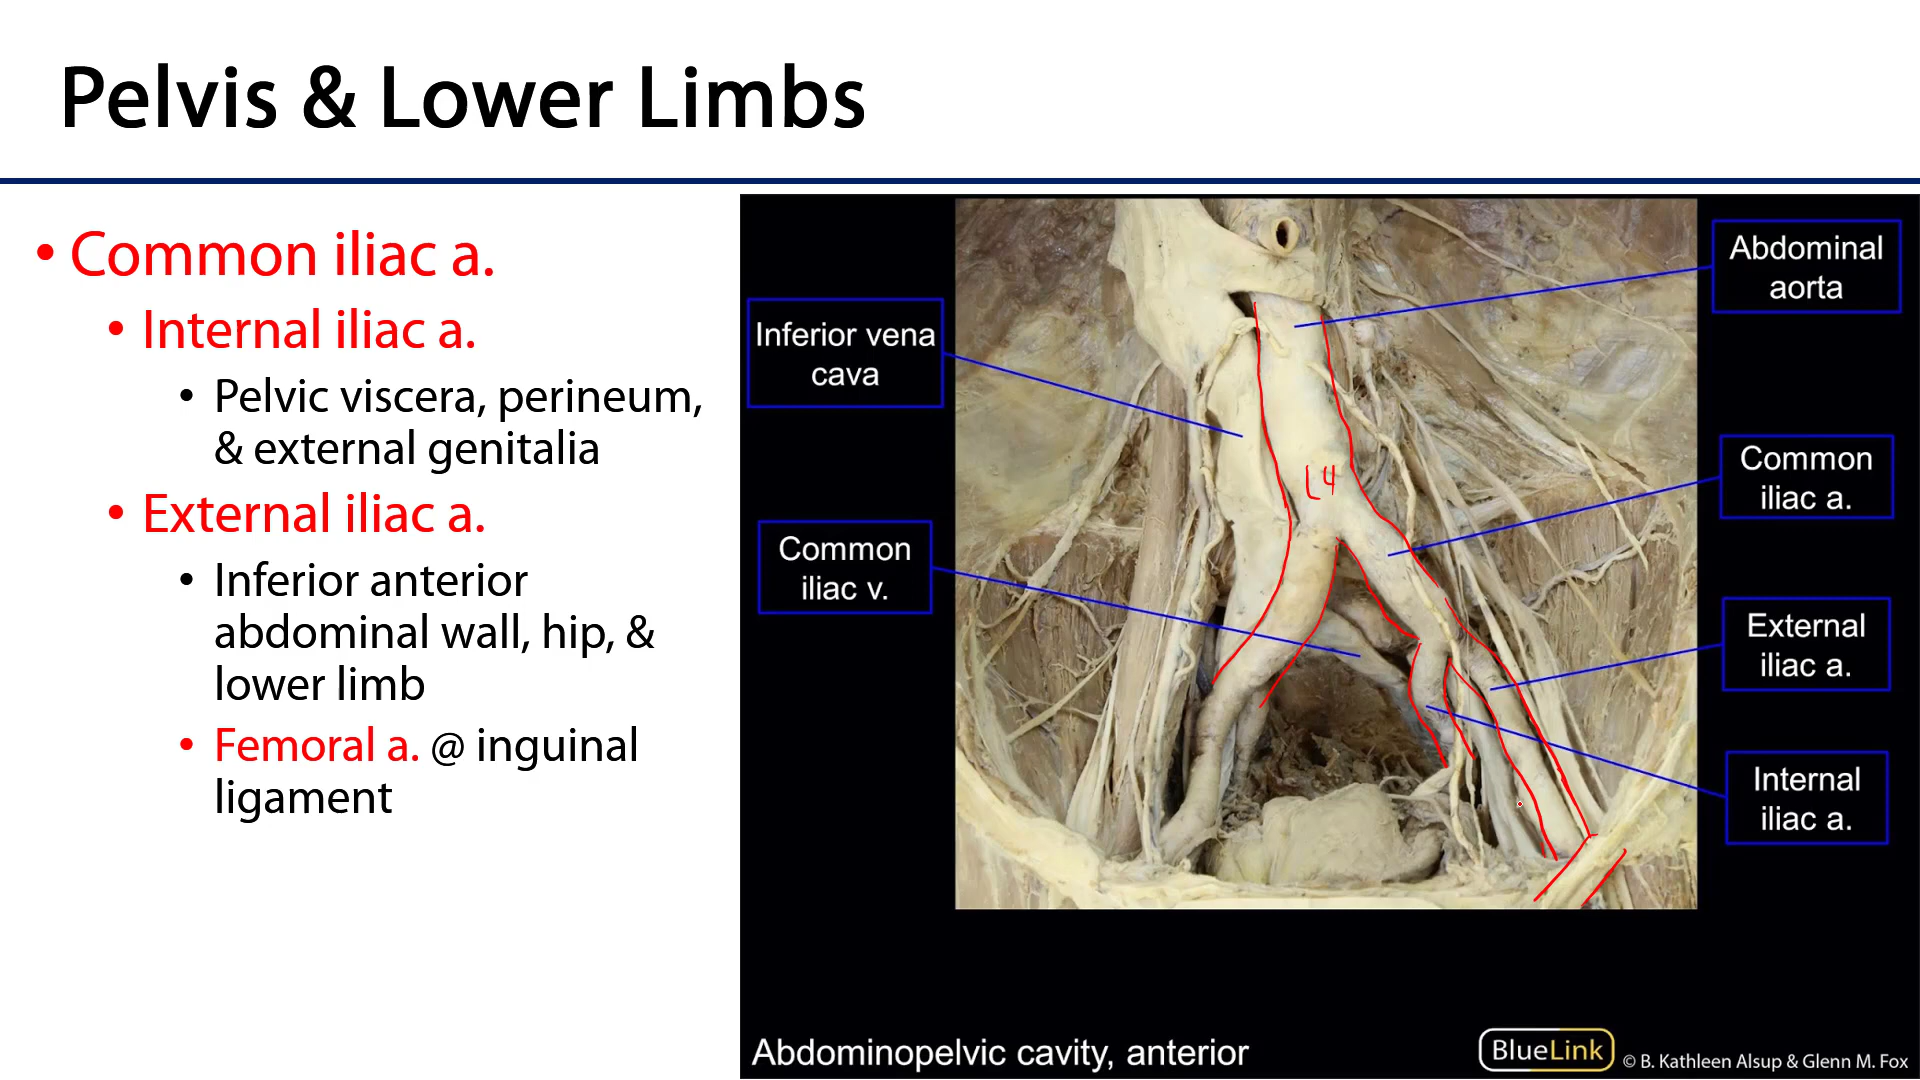 Pelvis & Lower Limbs
• Common iliac a.
• Internal iliac a.
• Pelvic viscera, perineum,
& external genitalia
• External iliac a.
• Inferior anterior
abdominal wall, hip, &
lower limb
• Femoral a. @ inguinal
ligament
Inferior vena
cava
Common
iliac v.
L4
Abdominal
aorta
Common
iliac a.
External
iliac a.
Internal
iliac a.
Abdominopelvic cavity, anterior
BlueLink
© B. Kathleen Alsup & Glenn M. Fox